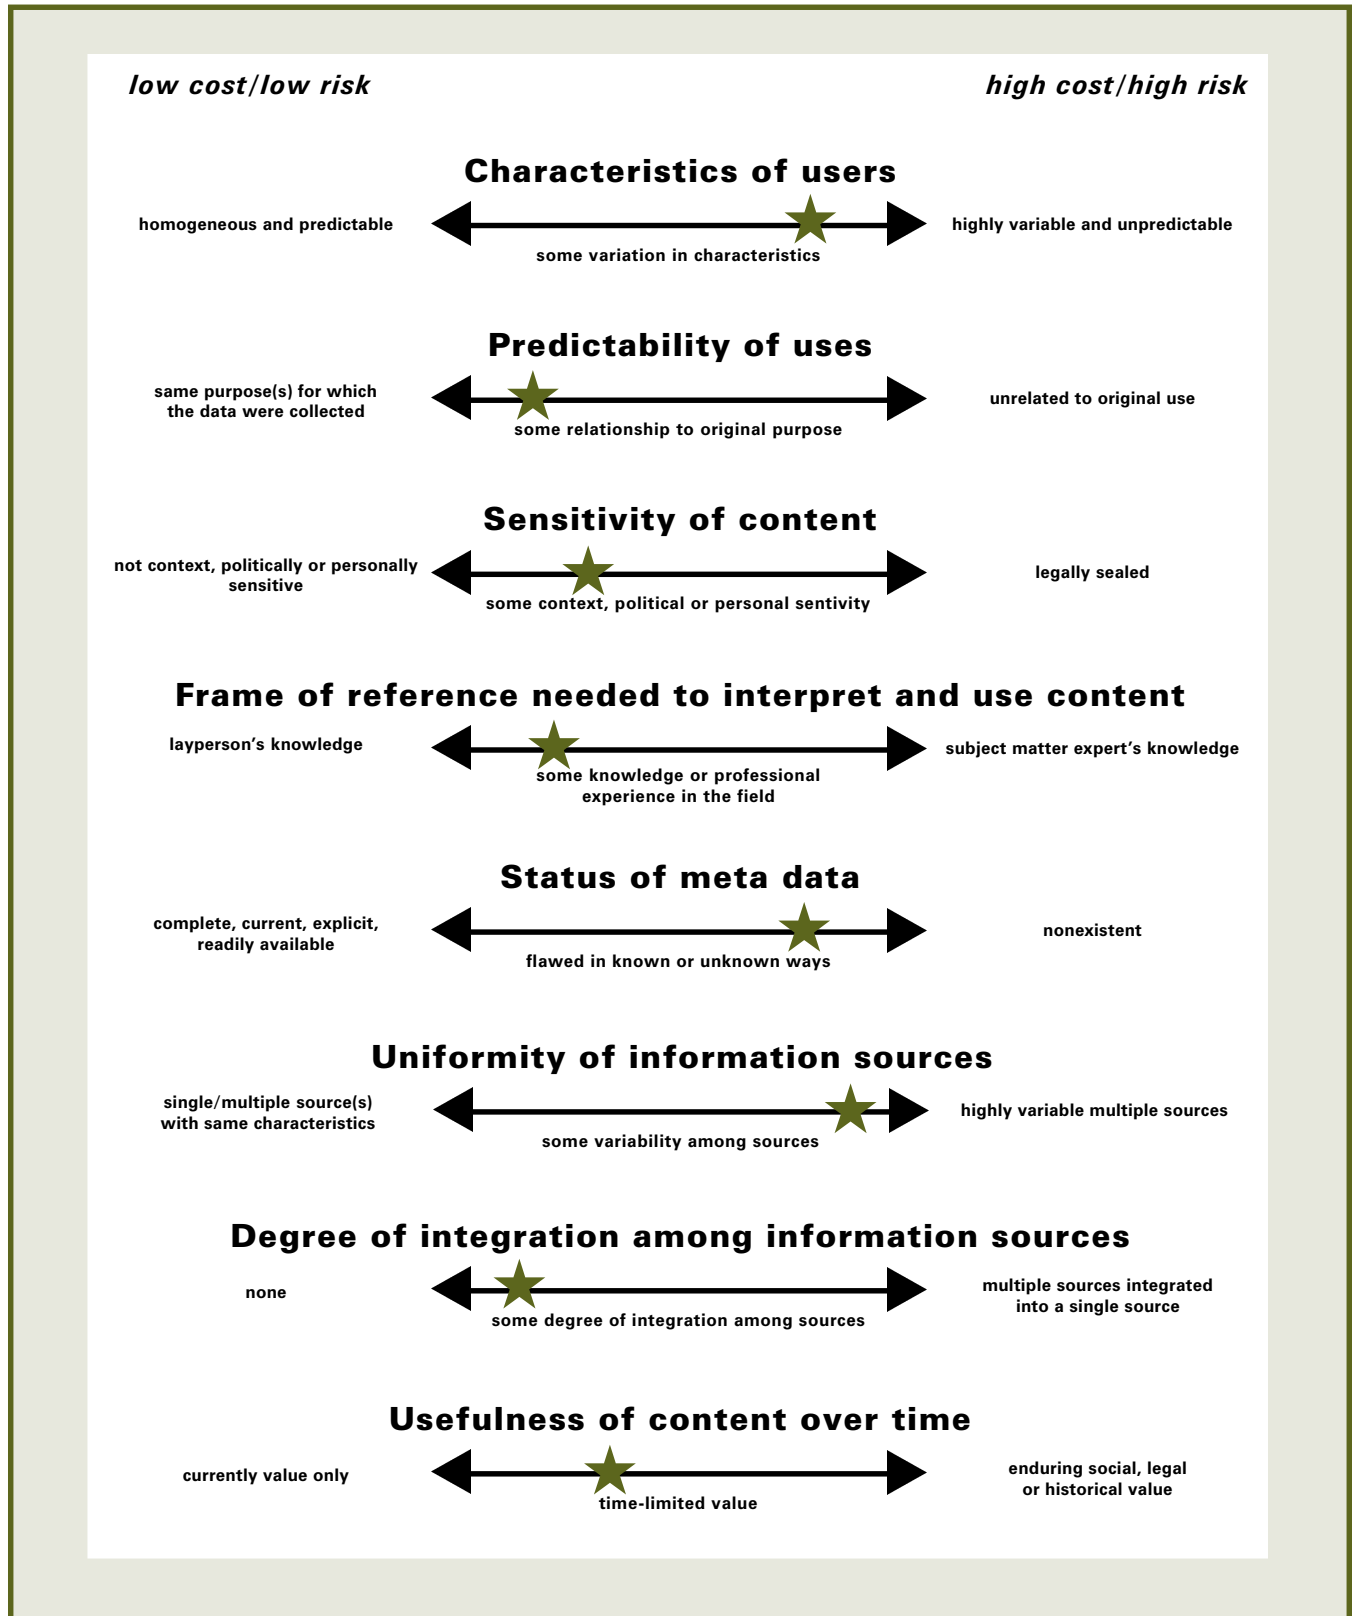 low cost/low risk
high cost/high risk
Characteristics of users
homogeneous and predictable
highly variable and unpredictable
some variation in characteristics
Predictability of uses
same purpose(s) for which
the data were collected
unrelated to original use
some relationship to original purpose
Sensitivity of content
not context, politically or personally
sensitive
legally sealed
some context, political or personal sentivity
Frame of reference needed to interpret and use content
layperson's knowledge
subject matter expert's knowledge
some knowledge or professional
experience in the field
Status of meta data
complete, current, explicit,
readily available
nonexistent
flawed in known or unknown ways
Uniformity of information sources
single/multiple source(s)
with same characteristics
highly variable multiple sources
some variability among sources
Degree of integration among information sources
none
multiple sources integrated
into a single source
some degree of integration among sources
Usefulness of content over time
currently value only
enduring social, legal
or historical value
time-limited value